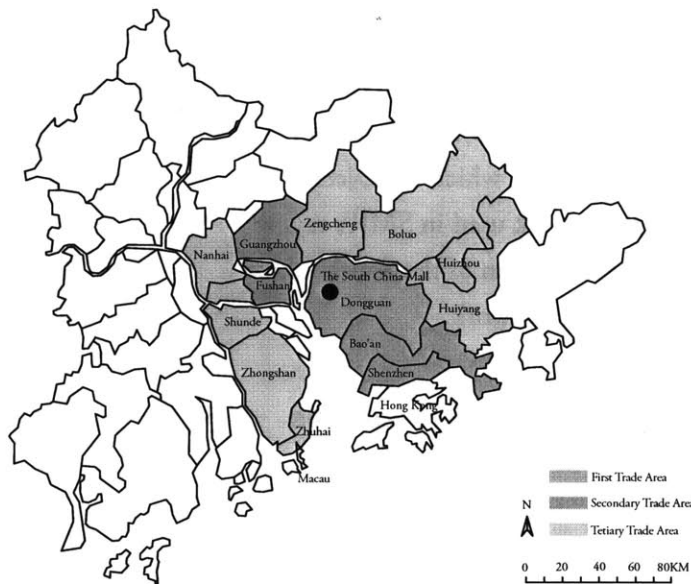 Zengcheng
Boluo
Guangzhou
Nanhai
Huizhou
The South China Mall
Fushan
Dongguan
Huiyang
Shunde
Bao'an
Zhongshan
Shenzhen
Hong Kong
Zhuhai
Macau
First Trade Area
N
Secondary Trade Area
Tetiary Trade Area
0 20 40 60 80KM